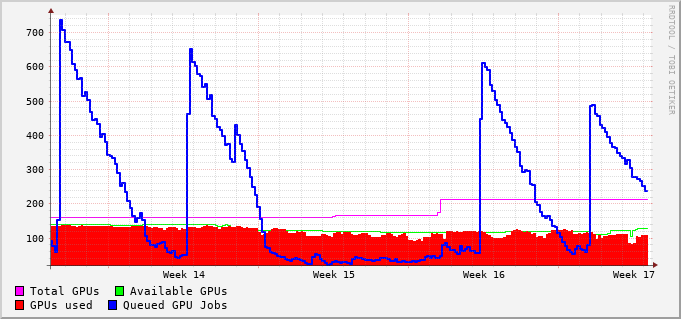 RRDTOOL / TOBI OETIKER
700
600
500
400
300
200
100
Week 14 Week 15 Week 16 Week 17
Total GPUs Available GPUs
GPUs used Queued GPU Jobs